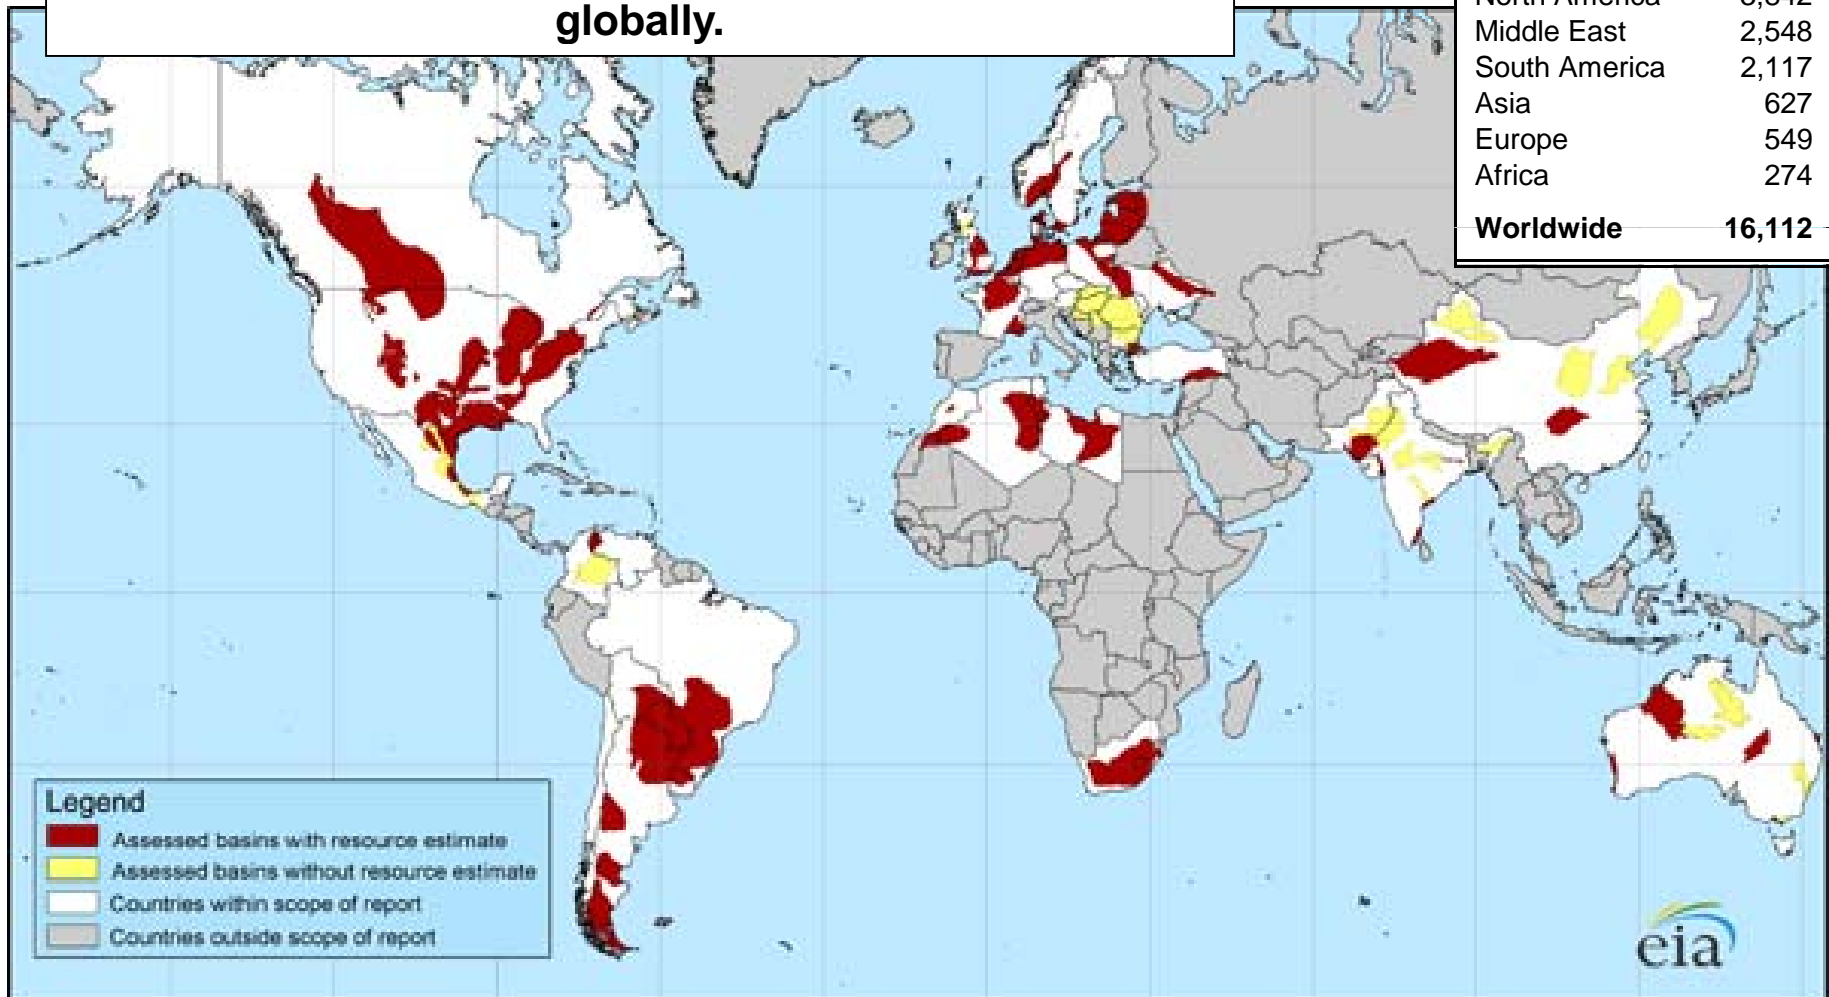 globally.
North America
Middle East 2,548
South America 2,117
Asia 627
Europe 549
Africa 274
Worldwide 16,112
Legend
Assessed basins with resource estimate
Assessed basins without resource estimate
Countries within scope of report
Countries outside scope of report
eia